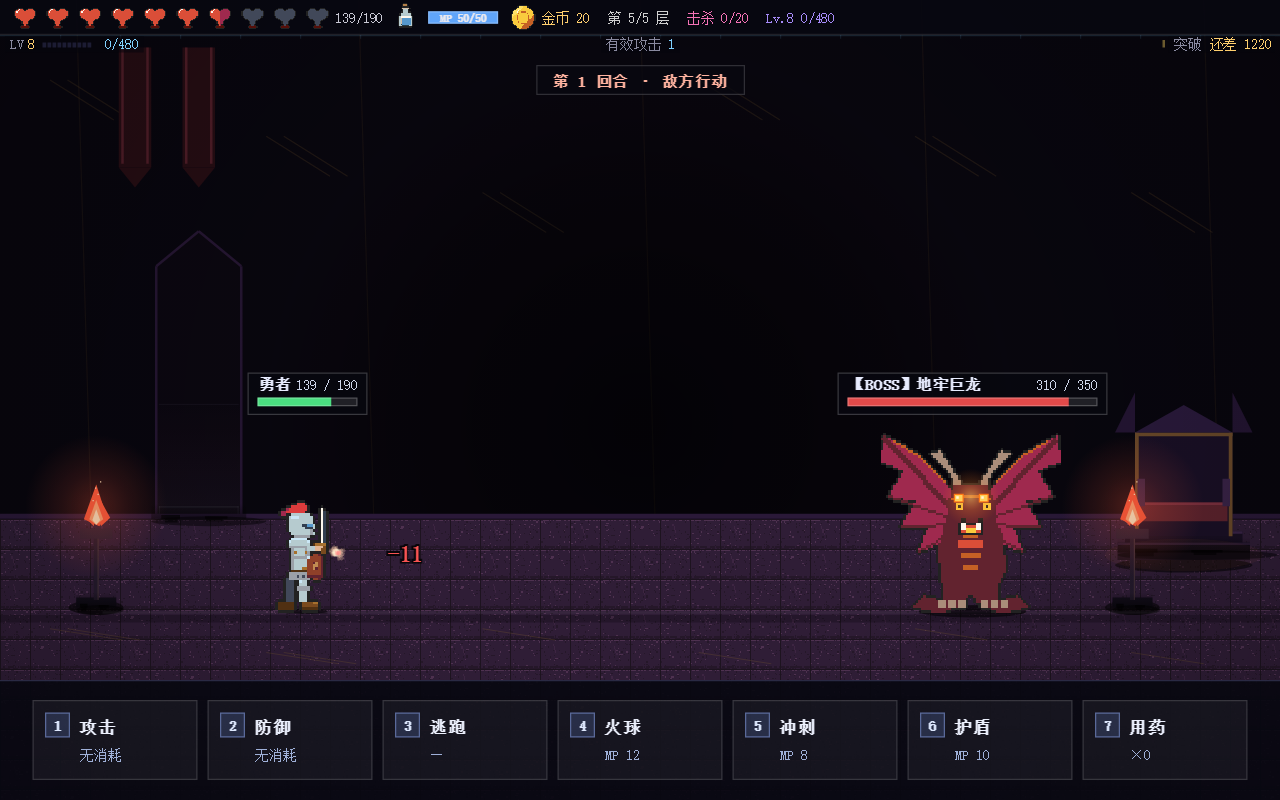 139/190 MP 50/50 金币 20 第 5/5 层 击杀 0/20 Lv.8 0/480
LV 8 0/480 有效攻击 1 突破 还差 1220
第 1 回合 · 敌方行动
勇者 139 / 190
【BOSS】地牢巨龙 310 / 350
-11
1 攻击
无消耗
2 防御
无消耗
3 逃跑
—
4 火球
MP 12
5 冲刺
MP 8
6 护盾
MP 10
7 用药
×0